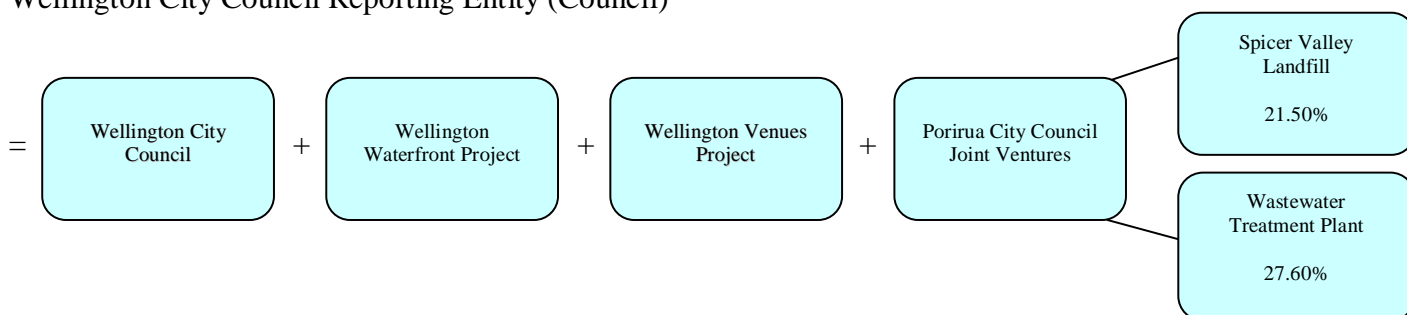 Wellington City Council Reporting Entity (Council)
=
Wellington City
Council
+
Wellington
Waterfront Project
+
Wellington Venues
Project
+
Porirua City Council
Joint Ventures
Spicer Valley
Landfill
21.50%
Wastewater
Treatment Plant
27.60%